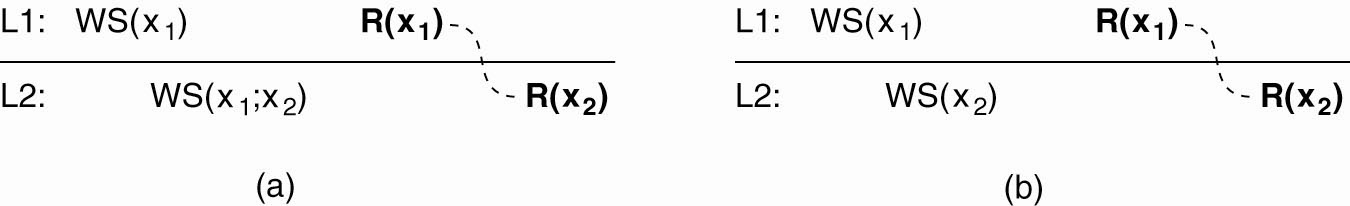 L1: WS(x₁) R(x₁) L1: WS(x₁) R(x₁)
L2: WS(x₁;x₂) R(x₂) L2: WS(x₂) R(x₂)
(a) (b)